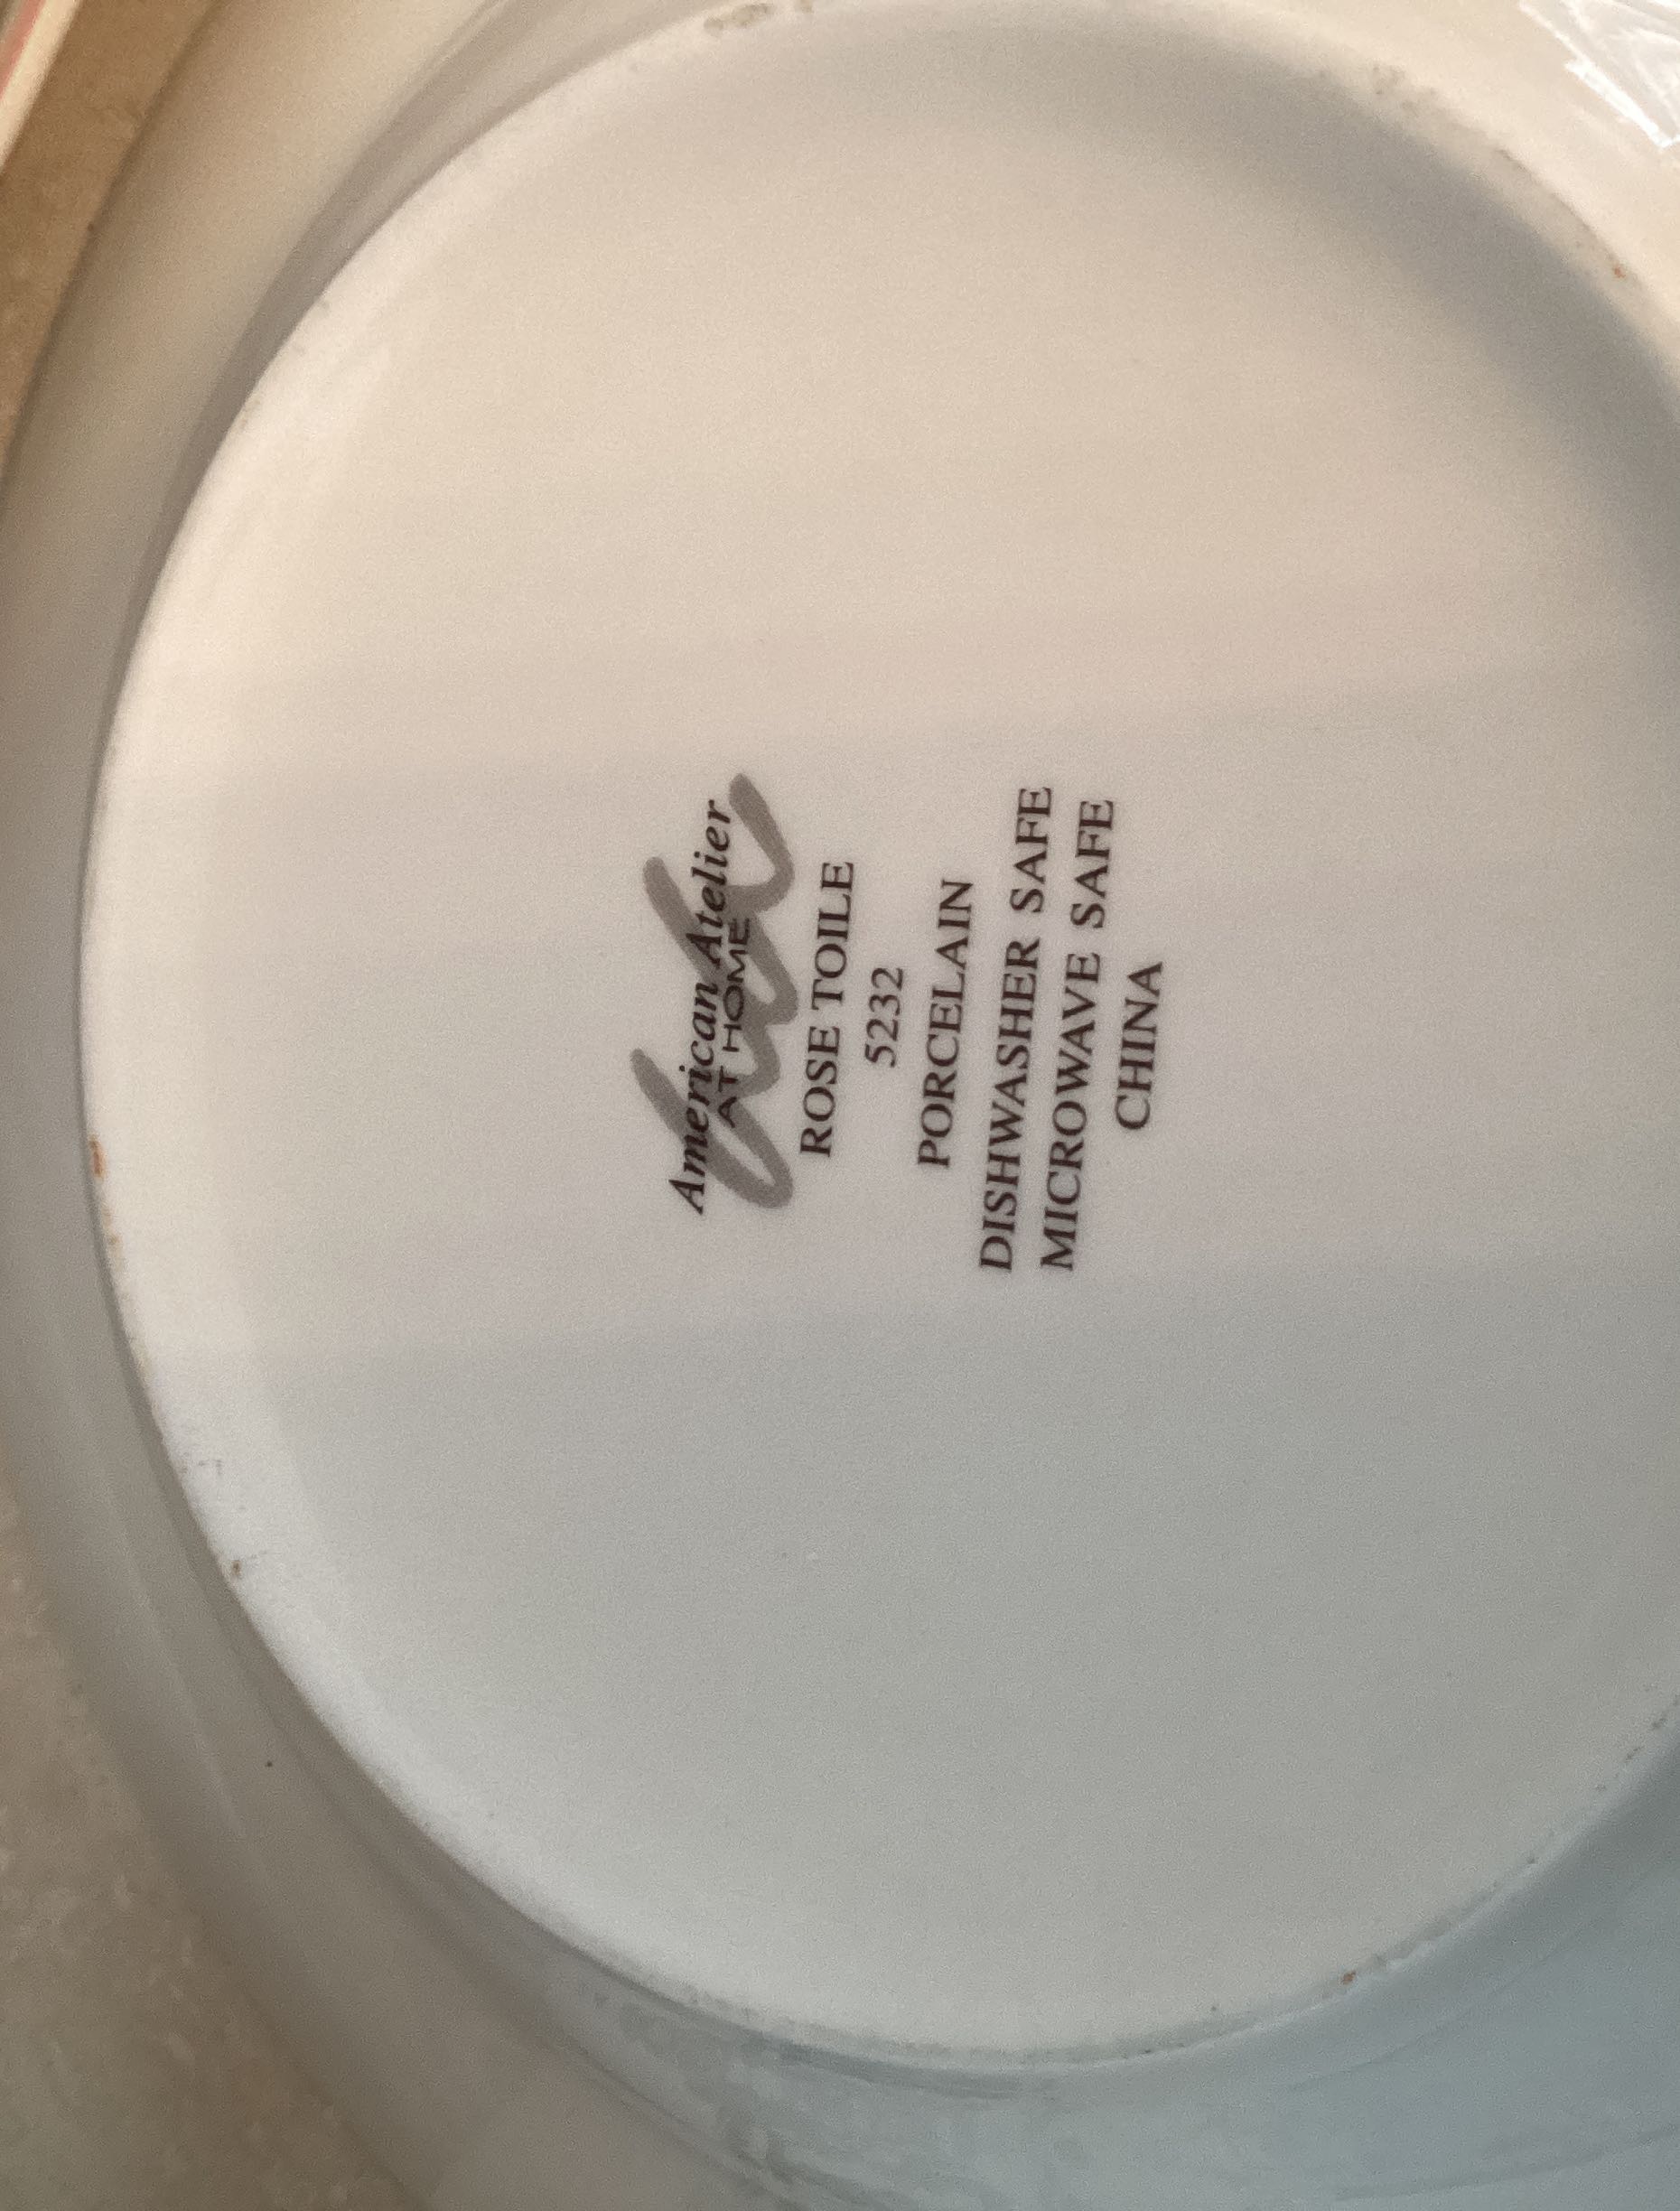 American Atelier
AT HOME
ROSE TOILE
5232
PORCELAIN
DISHWASHER SAFE
MICROWAVE SAFE
CHINA